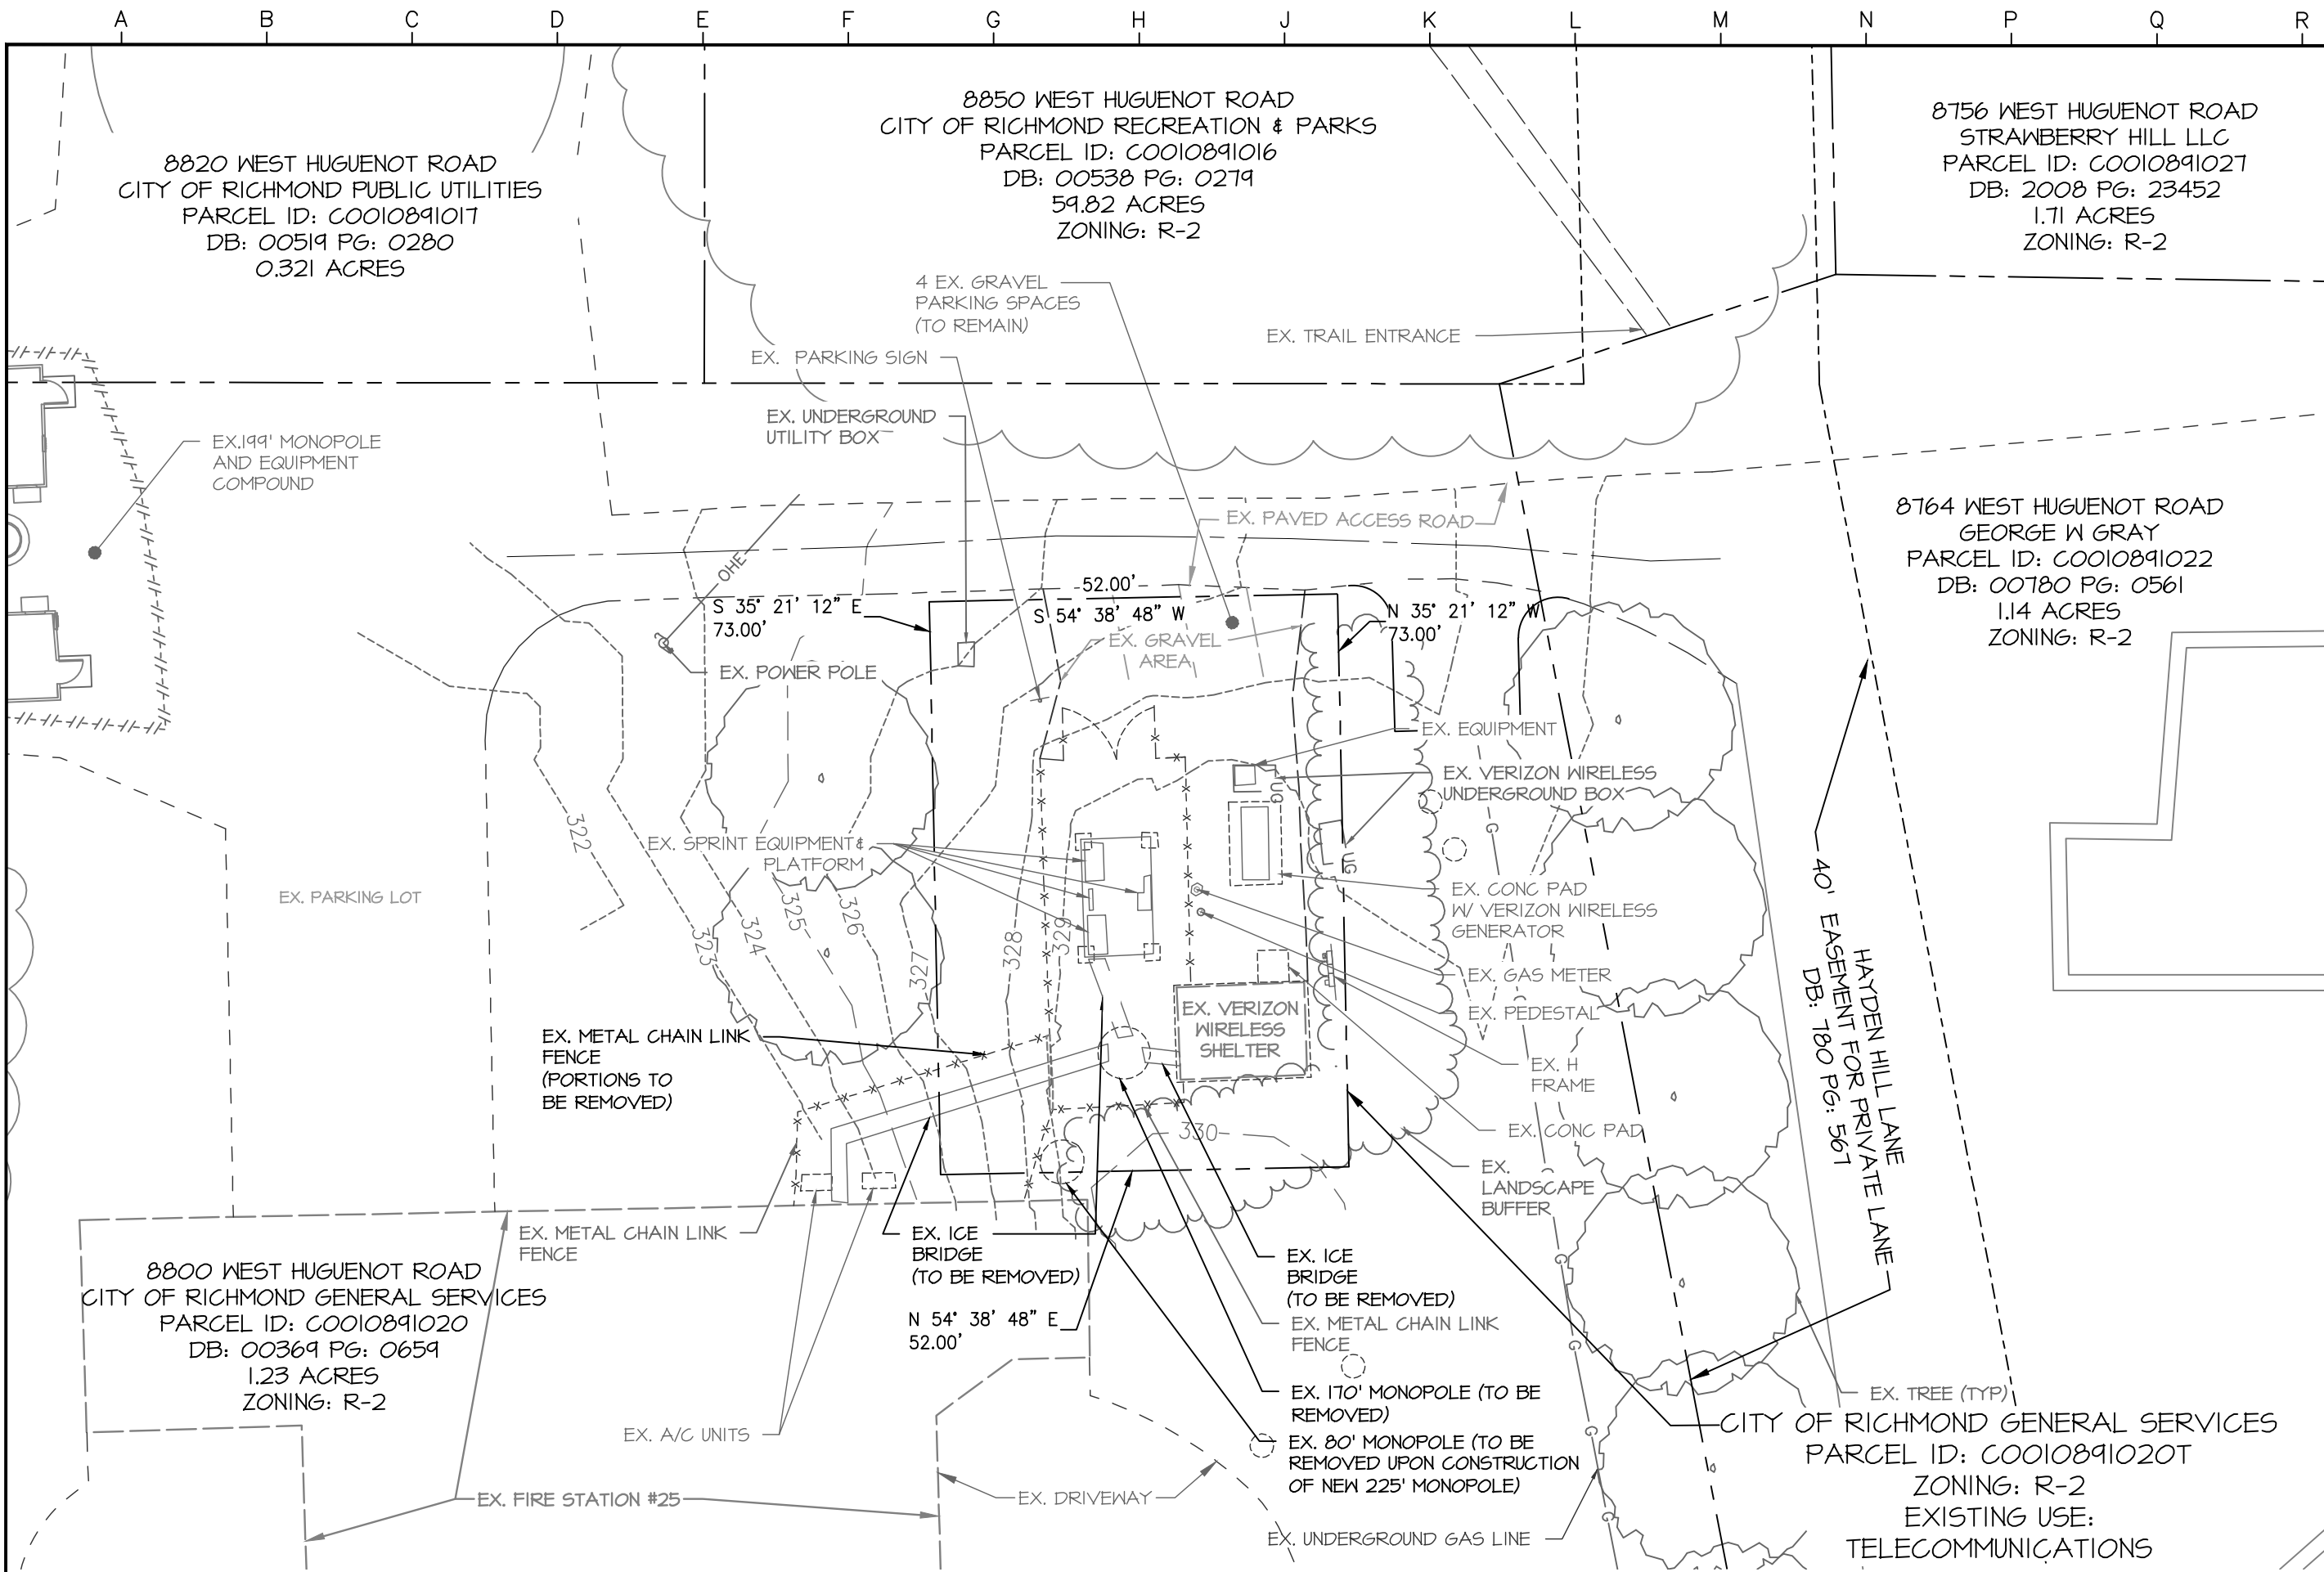 A B C D E F G H J K L M N P Q R
8820 WEST HUGUENOT ROAD
CITY OF RICHMOND PUBLIC UTILITIES
PARCEL ID: C0010891017
DB: 00519 PG: 0280
0.321 ACRES
8850 WEST HUGUENOT ROAD
CITY OF RICHMOND RECREATION & PARKS
PARCEL ID: C0010891016
DB: 00538 PG: 0279
59.82 ACRES
ZONING: R-2
8756 WEST HUGUENOT ROAD
STRAWBERRY HILL LLC
PARCEL ID: C0010891027
DB: 2008 PG: 23452
1.71 ACRES
ZONING: R-2
4 EX. GRAVEL
PARKING SPACES
(TO REMAIN)
EX. TRAIL ENTRANCE
EX. PARKING SIGN
EX. UNDERGROUND
UTILITY BOX
EX.199' MONOPOLE
AND EQUIPMENT
COMPOUND
EX. PAVED ACCESS ROAD
8764 WEST HUGUENOT ROAD
GEORGE W GRAY
PARCEL ID: C0010891022
DB: 00780 PG: 0561
1.14 ACRES
ZONING: R-2
OHE
S 35° 21' 12" E
73.00'
52.00'
S 54° 38' 48" W
N 35° 21' 12" W
73.00'
EX. GRAVEL
AREA
EX. POWER POLE
EX. EQUIPMENT
EX. VERIZON WIRELESS
UNDERGROUND BOX
UG
UG
EX. SPRINT EQUIPMENT &
PLATFORM
EX. PARKING LOT
322
323
324
325
326
327
328
329
330
EX. CONC PAD
W/ VERIZON WIRELESS
GENERATOR
EX. GAS METER
EX. PEDESTAL
EX. H
FRAME
EX. CONC PAD
EX.
LANDSCAPE
BUFFER
EX. VERIZON
WIRELESS
SHELTER
HAYDEN HILL LANE
40' EASEMENT FOR PRIVATE LANE
DB: 780 PG: 567
EX. METAL CHAIN LINK
FENCE
(PORTIONS TO
BE REMOVED)
EX. METAL CHAIN LINK
FENCE
EX. ICE
BRIDGE
(TO BE REMOVED)
N 54° 38' 48" E
52.00'
EX. ICE
BRIDGE
(TO BE REMOVED)
EX. METAL CHAIN LINK
FENCE
EX. 170' MONOPOLE (TO BE
REMOVED)
EX. 80' MONOPOLE (TO BE
REMOVED UPON CONSTRUCTION
OF NEW 225' MONOPOLE)
8800 WEST HUGUENOT ROAD
CITY OF RICHMOND GENERAL SERVICES
PARCEL ID: C0010891020
DB: 00369 PG: 0659
1.23 ACRES
ZONING: R-2
EX. A/C UNITS
EX. FIRE STATION #25
EX. DRIVEWAY
EX. UNDERGROUND GAS LINE
G
G
G
G
G
G
G
G
EX. TREE (TYP)
CITY OF RICHMOND GENERAL SERVICES
PARCEL ID: C0010891020T
ZONING: R-2
EXISTING USE:
TELECOMMUNICATIONS